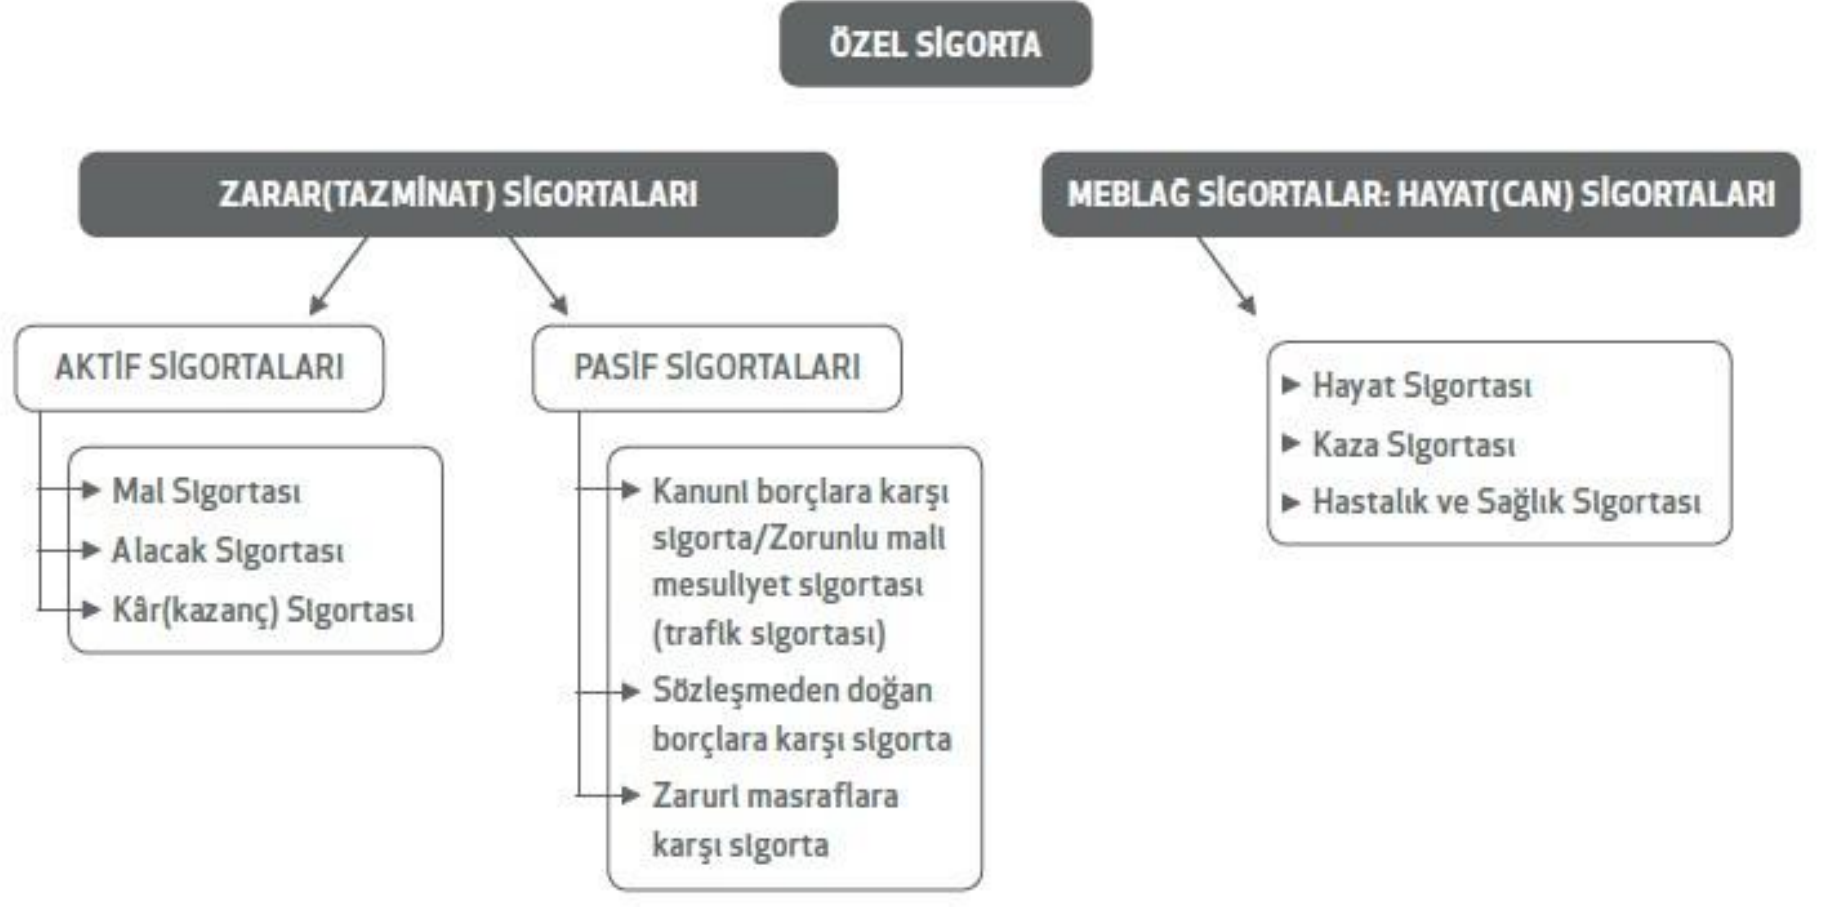 ÖZEL SİGORTA
ZARAR(TAZMİNAT) SİGORTALARI
MEBLAĞ SİGORTALAR: HAYAT(CAN) SİGORTALARI
AKTİF SİGORTALARI
Mal Sigortası
Alacak Sigortası
Kâr(kazanç) Sigortası
PASİF SİGORTALARI
Kanuni borçlara karşı
sigorta/Zorunlu mali
mesuliyet sigortası
(trafik sigortası)
Sözleşmeden doğan
borçlara karşı sigorta
Zaruri masraflara
karşı sigorta
Hayat Sigortası
Kaza Sigortası
Hastalık ve Sağlık Sigortası